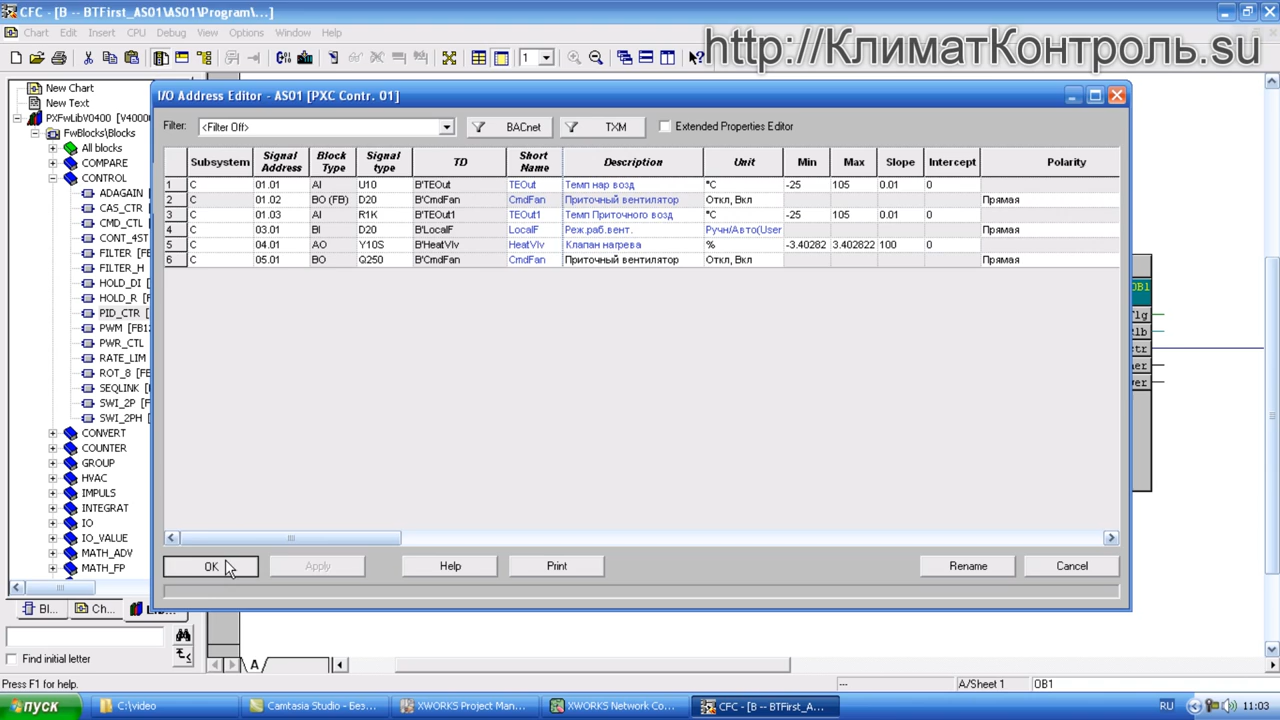 CFC - [B -- BTFirst_AS01\AS01\Program\...]
Chart Edit Insert CPU Debug View Options Window Help
http://КлиматКонтроль.su
1
New Chart
New Text
PXFwLibV0400 [V40000
FwBlocks\Blocks
All blocks
COMPARE
CONTROL
ADAGAIN
CAS_CTR
CMD_CTL
CONT_4ST
FILTER [F
FILTER_H
HOLD_DI
HOLD_R [F
PID_CTR [
PWM [FB12
PWR_CTL
RATE_LIM
ROT_8 [FB
SEQLINK [
SWI_2P [F
SWI_2PH [
CONVERT
COUNTER
GROUP
HVAC
IMPULS
INTEGRAT
IO
IO_VALUE
MATH_ADV
MATH_FP
Bl... Ch...
Find initial letter
I/O Address Editor - AS01 [PXC Contr. 01]
Filter: <Filter Off> BACnet TXM Extended Properties Editor
Subsystem Signal Address Block Type Signal type TD Short Name Description Unit Min Max Slope Intercept Polarity
1 C 01.01 AI U10 B'TEOut TEOut Темп нар возд °C -25 105 0.01 0
2 C 01.02 BO (FB) D20 B'CmdFan CmdFan Приточный вентилятор Откл, Вкл Прямая
3 C 01.03 AI R1K B'TEOut1 TEOut1 Темп Приточного возд °C -25 105 0.01 0
4 C 03.01 BI D20 B'LocalF LocalF Реж.раб.вент. Ручн/Авто(User Прямая
5 C 04.01 AO Y10S B'HeatVlv HeatVlv Клапан нагрева % -3.40282 3.402822 100 0
6 C 05.01 BO Q250 B'CmdFan CmdFan Приточный вентилятор Откл, Вкл Прямая
OK Apply Help Print Rename Cancel
OB1
A
Press F1 for help. --- A/Sheet 1 OB1
пуск C:\video Camtasia Studio - Без... XWORKS Project Man... XWORKS Network Co... CFC - [B -- BTFirst_A... RU 11:03